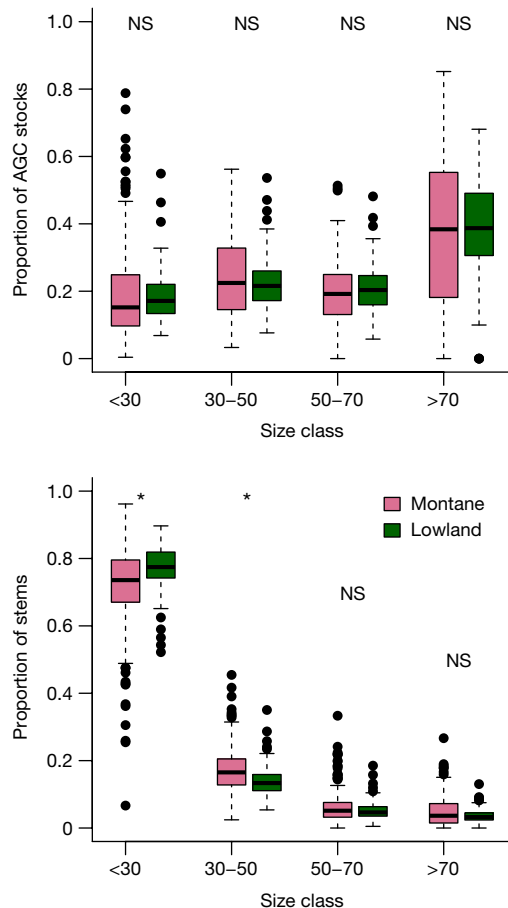 Proportion of AGC stocks
1.0
0.8
0.6
0.4
0.2
0
NS NS NS NS
<30 30–50 50–70 >70
Size class
Proportion of stems
1.0
0.8
0.6
0.4
0.2
0
* *
NS
NS
Montane
Lowland
<30 30–50 50–70 >70
Size class